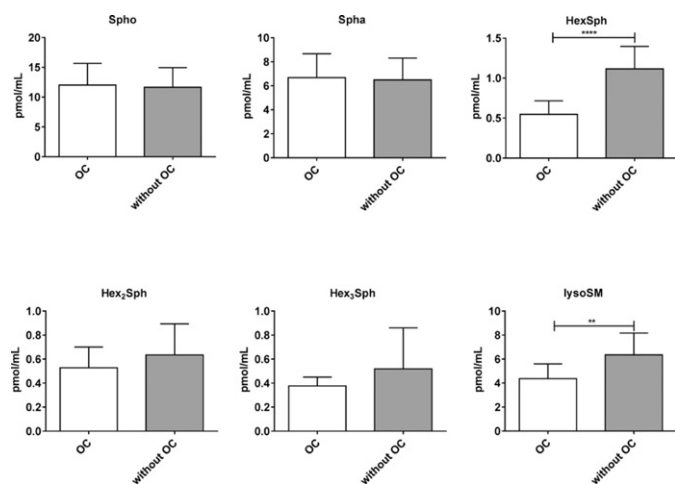 Spho
20
15
10
5
0
pmol/mL
OC
without OC
Spha
10
8
6
4
2
0
pmol/mL
OC
without OC
HexSph
1.5
1.0
0.5
0.0
pmol/mL
****
OC
without OC
Hex₂Sph
1.0
0.8
0.6
0.4
0.2
0.0
pmol/mL
OC
without OC
Hex₃Sph
1.0
0.8
0.6
0.4
0.2
0.0
pmol/mL
OC
without OC
lysoSM
10
8
6
4
2
0
pmol/mL
**
OC
without OC